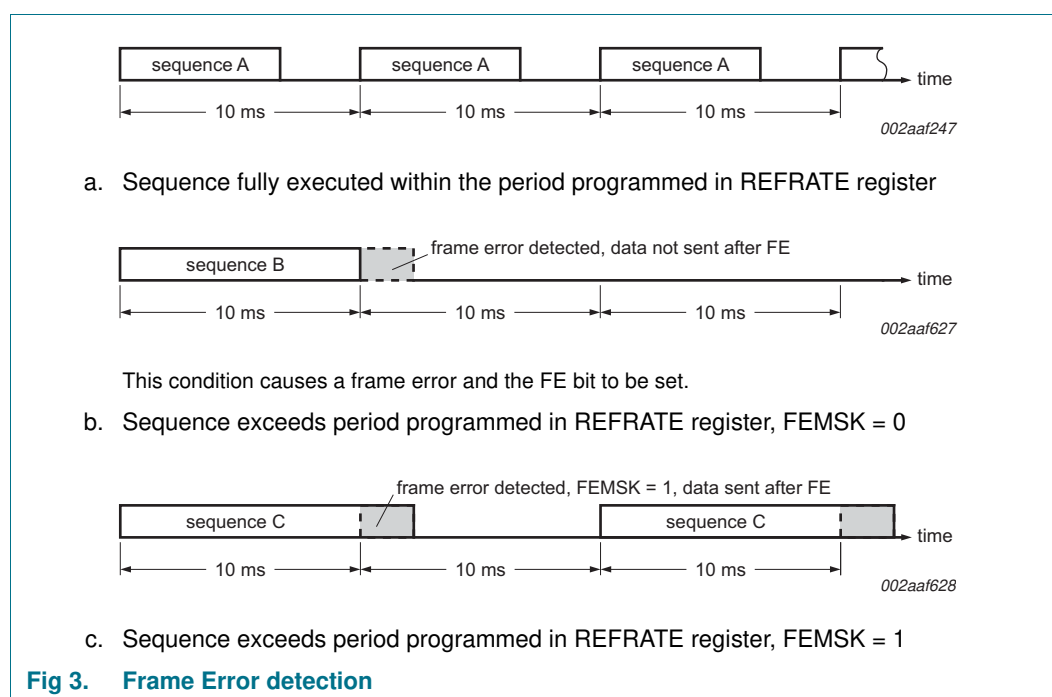 sequence A sequence A sequence A
time
10 ms 10 ms 10 ms
002aaf247
a. Sequence fully executed within the period programmed in REFRATE register
frame error detected, data not sent after FE
sequence B
time
10 ms 10 ms 10 ms
002aaf627
This condition causes a frame error and the FE bit to be set.
b. Sequence exceeds period programmed in REFRATE register, FEMSK = 0
frame error detected, FEMSK = 1, data sent after FE
sequence C sequence C
time
10 ms 10 ms 10 ms
002aaf628
c. Sequence exceeds period programmed in REFRATE register, FEMSK = 1
Fig 3. Frame Error detection